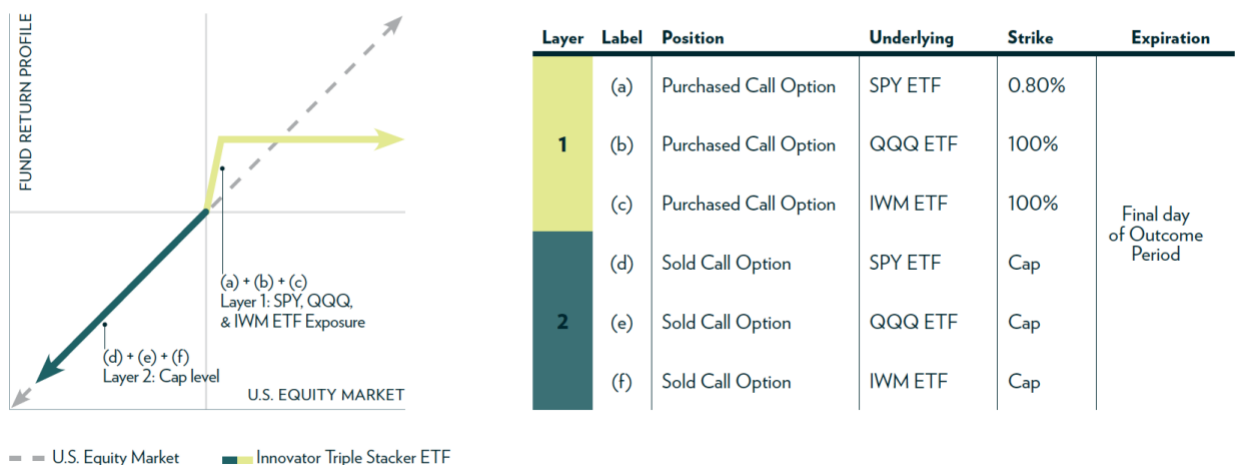 FUND RETURN PROFILE
(a) + (b) + (c)
Layer 1: SPY, QQQ,
& IWM ETF Exposure
(d) + (e) + (f)
Layer 2: Cap level
U.S. EQUITY MARKET
U.S. Equity Market
Innovator Triple Stacker ETF
Layer Label Position Underlying Strike Expiration
1
(a) Purchased Call Option SPY ETF 0.80%
(b) Purchased Call Option QQQ ETF 100%
(c) Purchased Call Option IWM ETF 100%
2
(d) Sold Call Option SPY ETF Cap
(e) Sold Call Option QQQ ETF Cap
(f) Sold Call Option IWM ETF Cap
Final day
of Outcome
Period